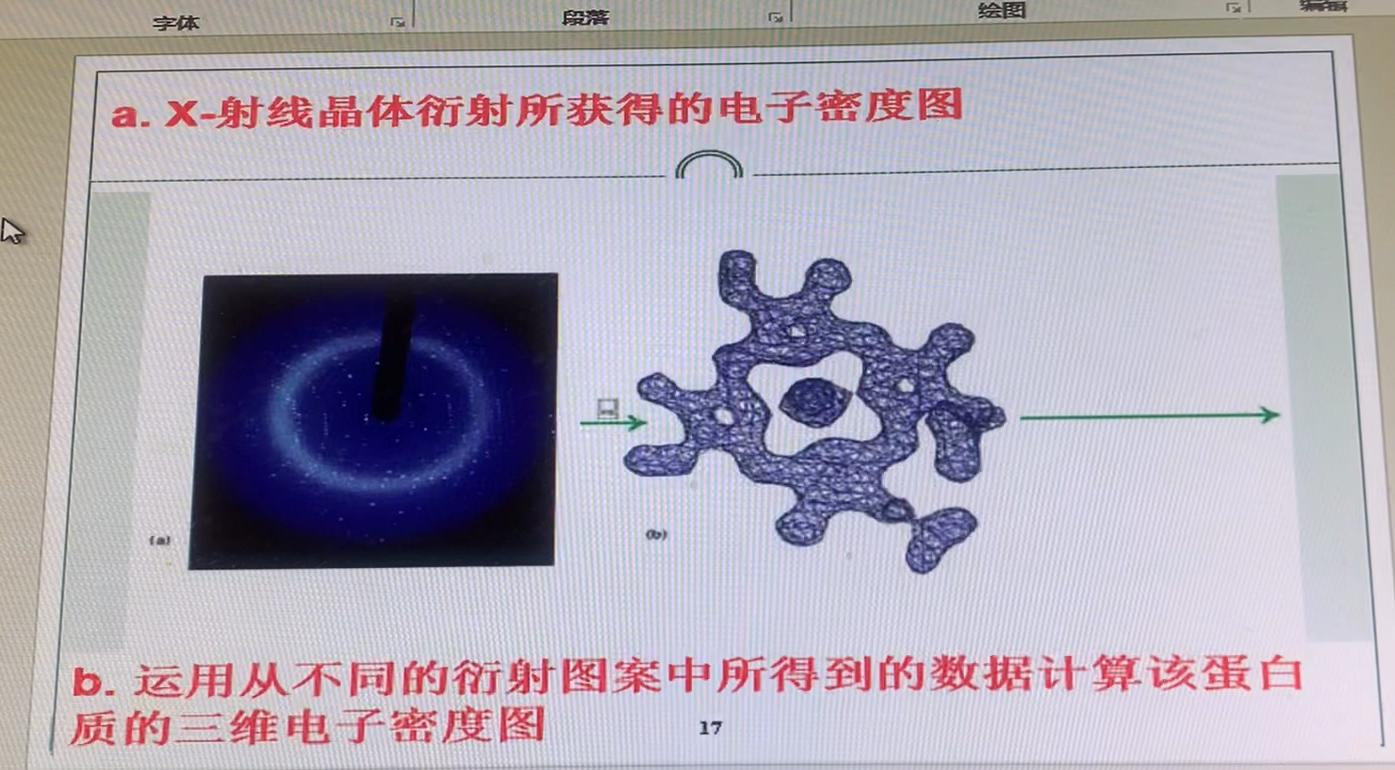 字体
段落
绘图
编辑
a. X-射线晶体衍射所获得的电子密度图
(a)
(b)
b. 运用从不同的衍射图案中所得到的数据计算该蛋白
质的三维电子密度图
17